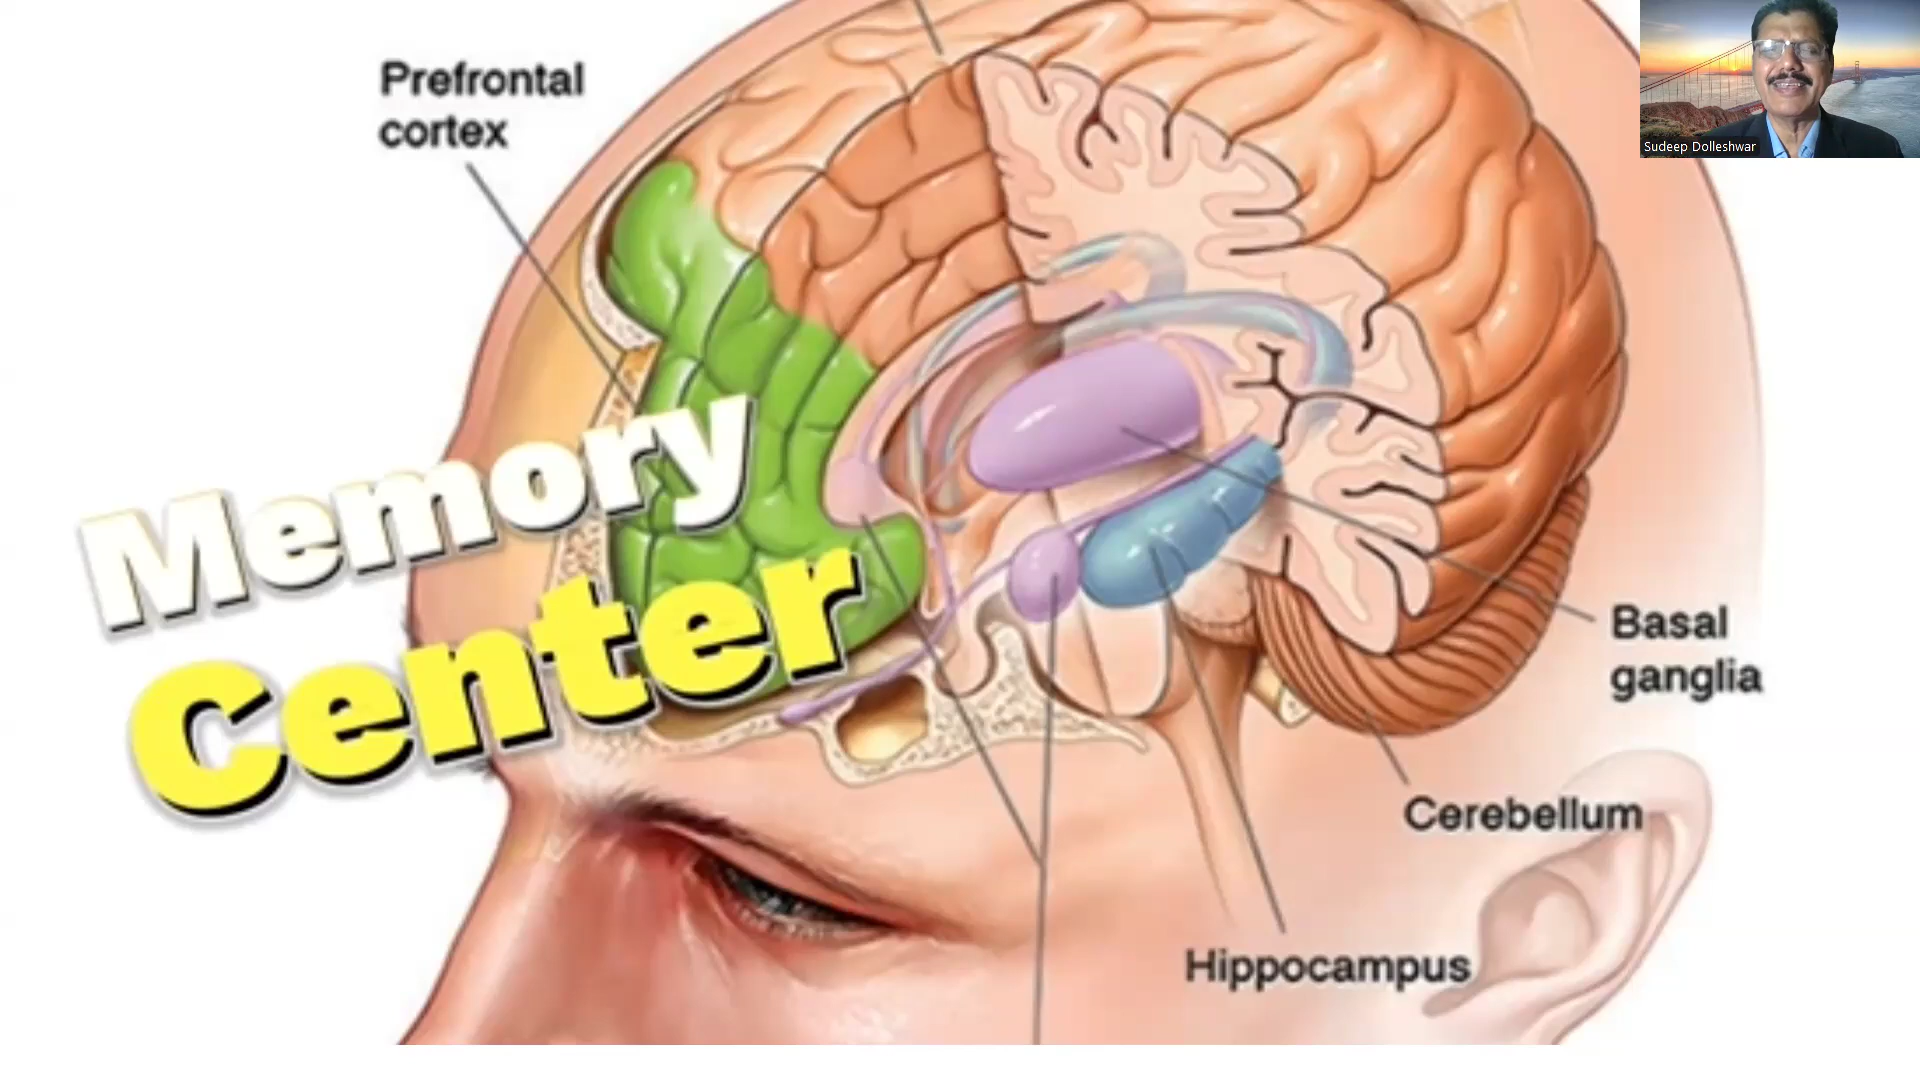 Prefrontal
cortex
Sudeep Dolleshwar
Memory
Center
Basal
ganglia
Cerebellum
Hippocampus